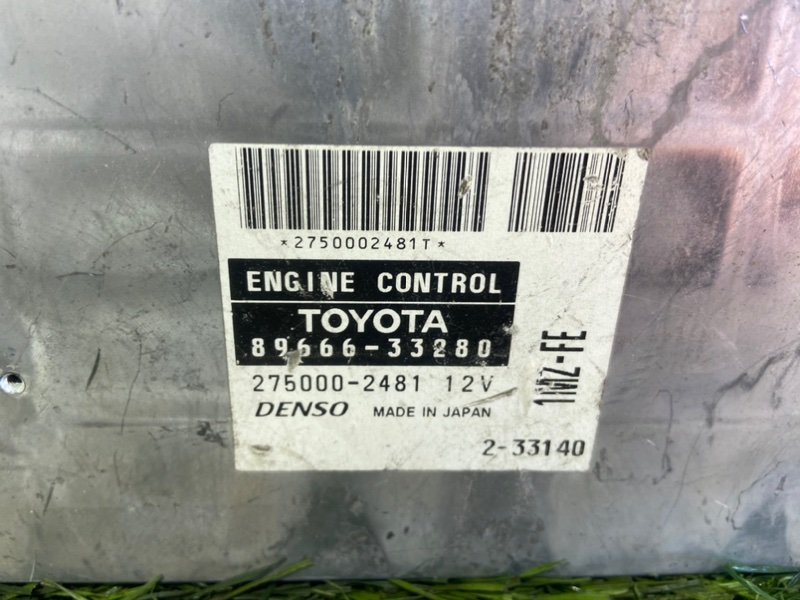 *2750002481T*
ENGINE CONTROL
TOYOTA
89666-33280
275000-2481 12V
DENSO MADE IN JAPAN
1MZ-FE
2-33140